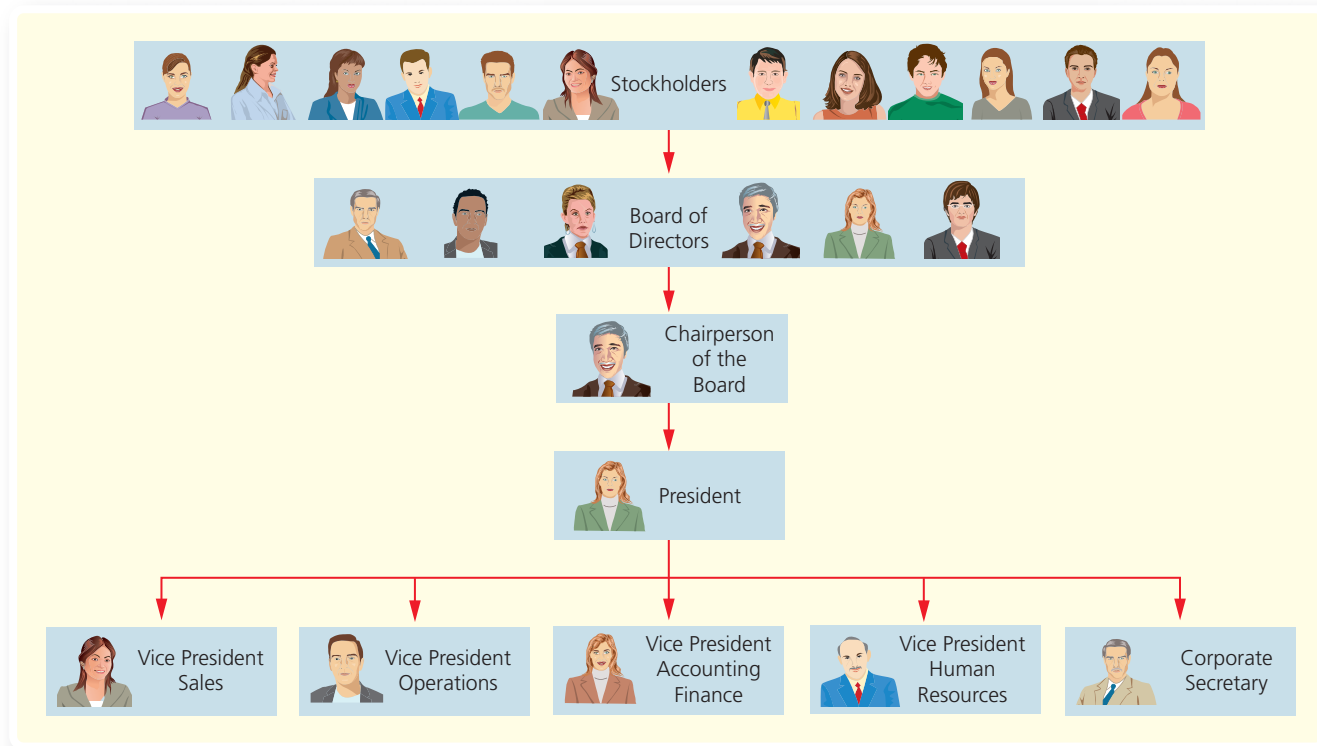 Stockholders
Board of
Directors
Chairperson
of the
Board
President
Vice President
Sales
Vice President
Operations
Vice President
Accounting
Finance
Vice President
Human
Resources
Corporate
Secretary